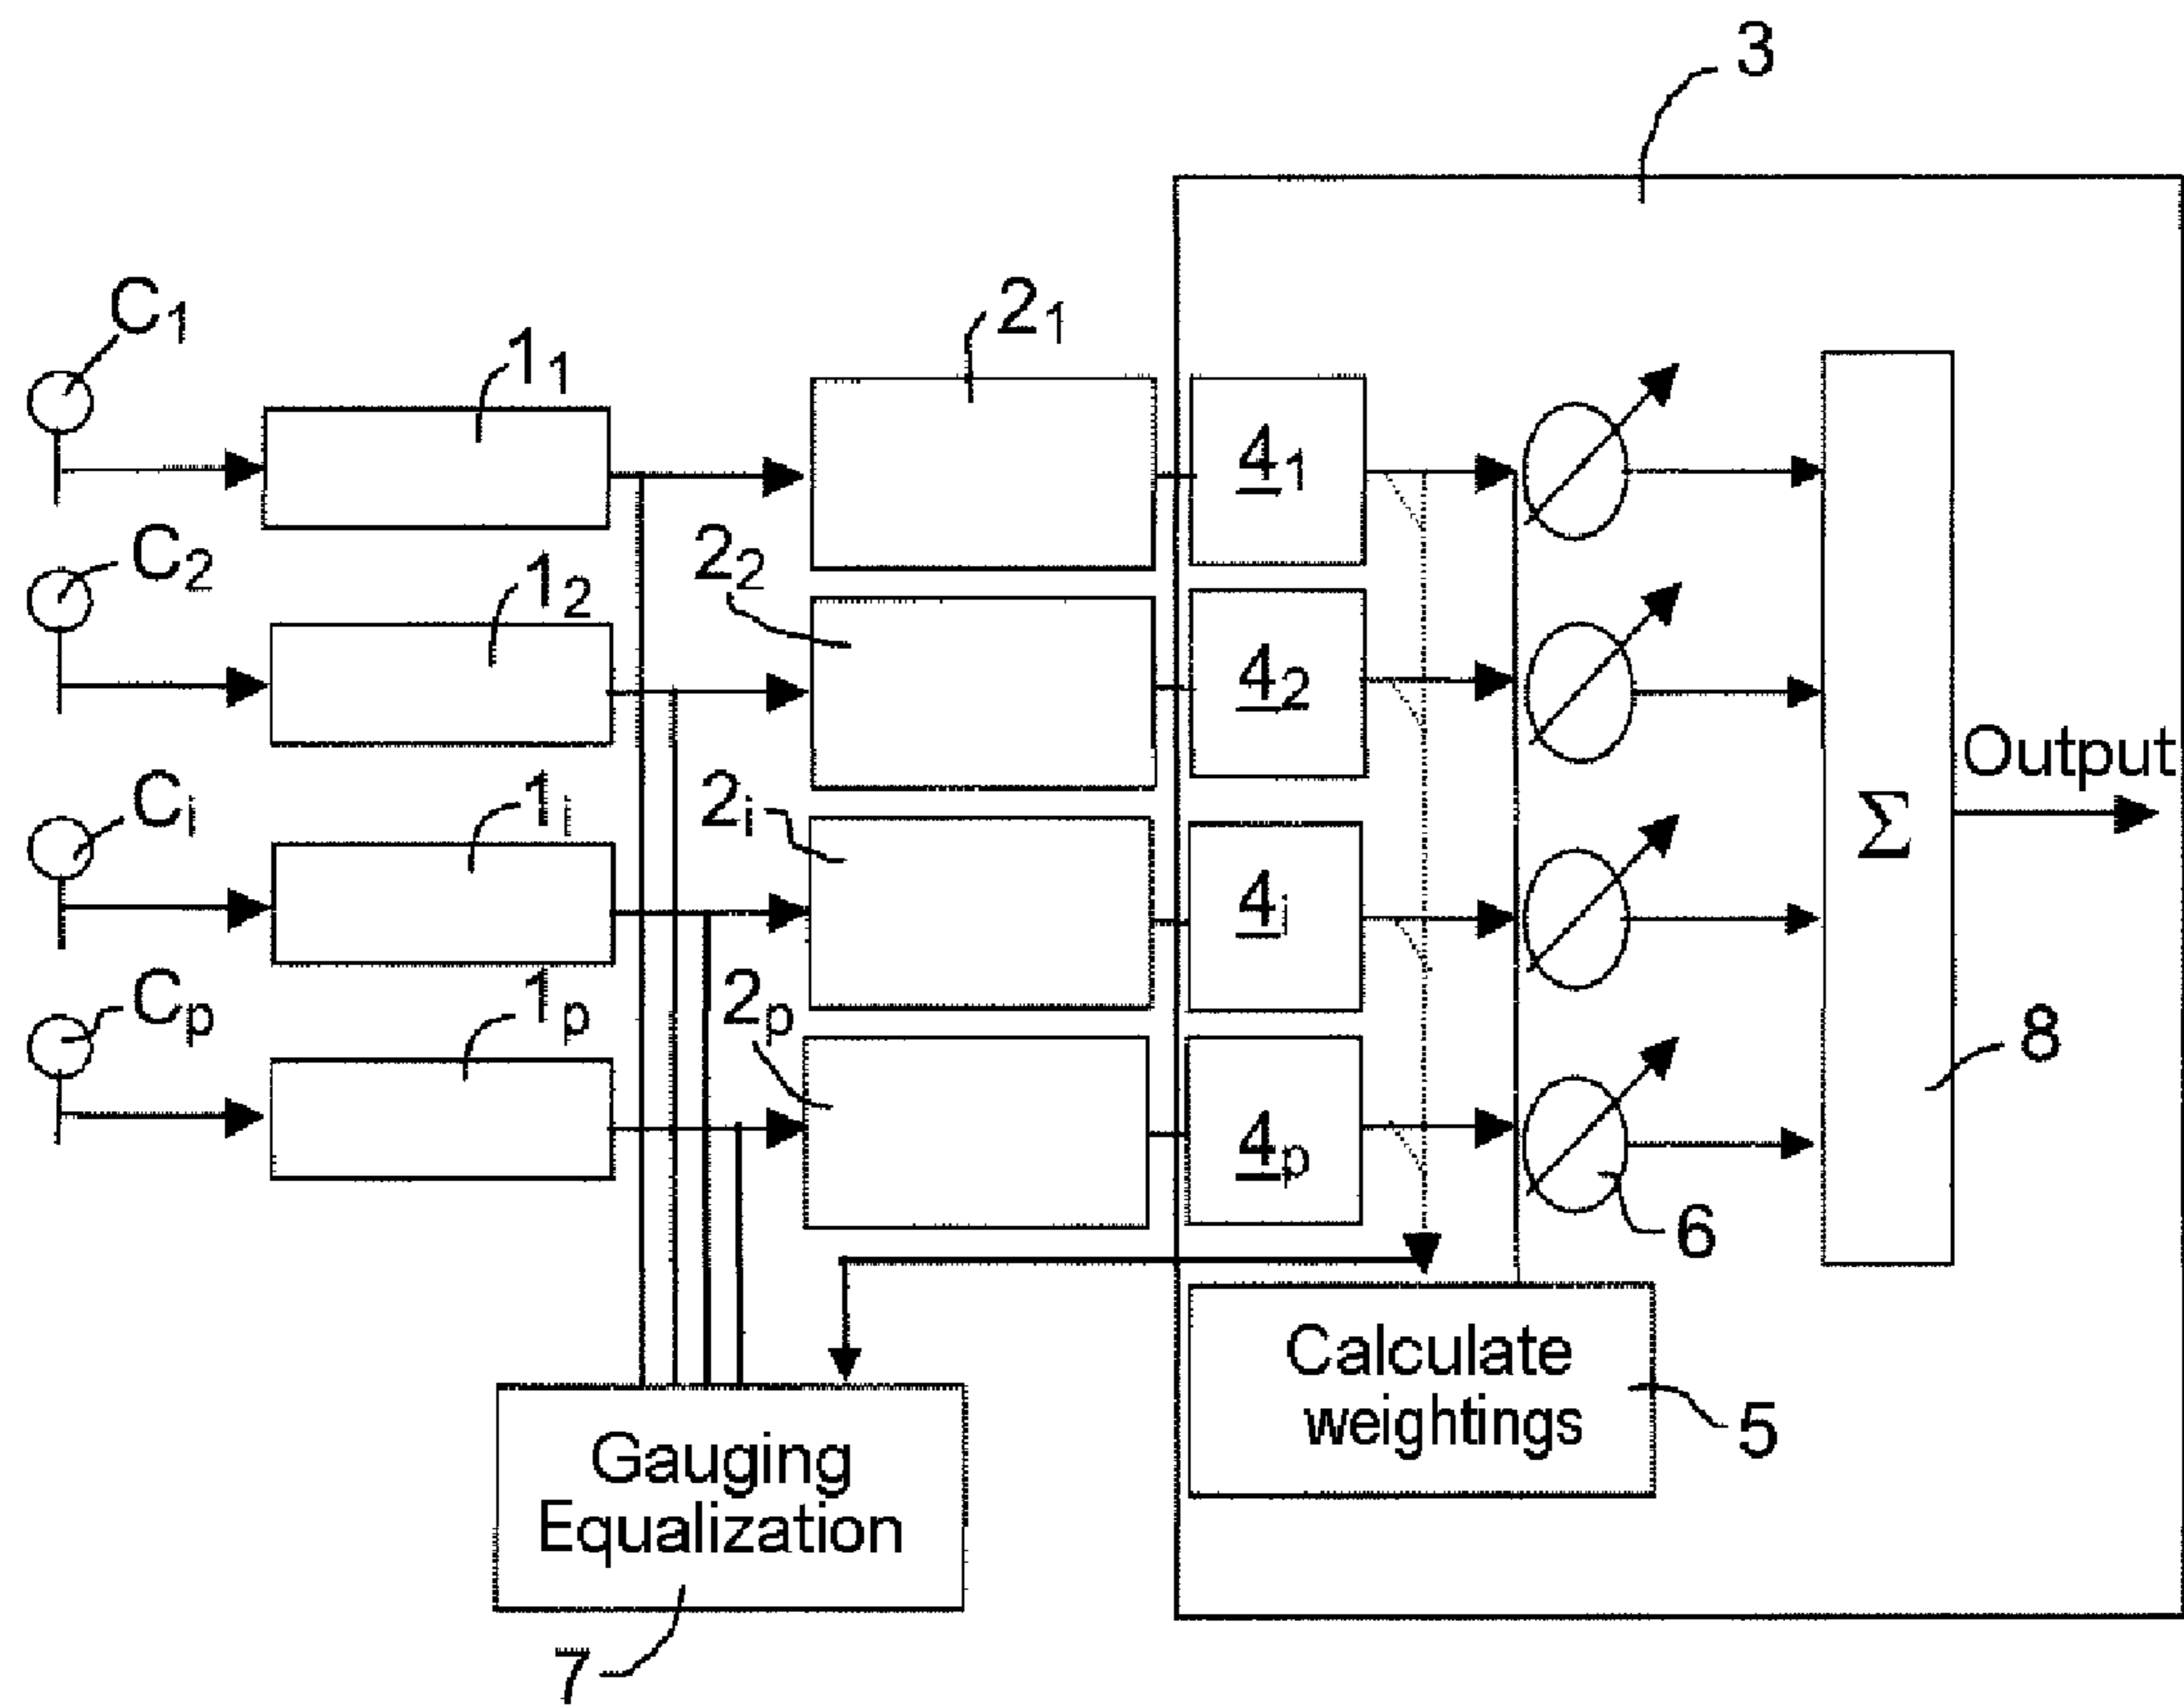 3
C1
11
21
41
C2
12
22
42
Output
Ci
1i
2i
4i
Σ
Cp
1p
2p
4p
8
6
Calculate
weightings
5
Gauging
Equalization
7